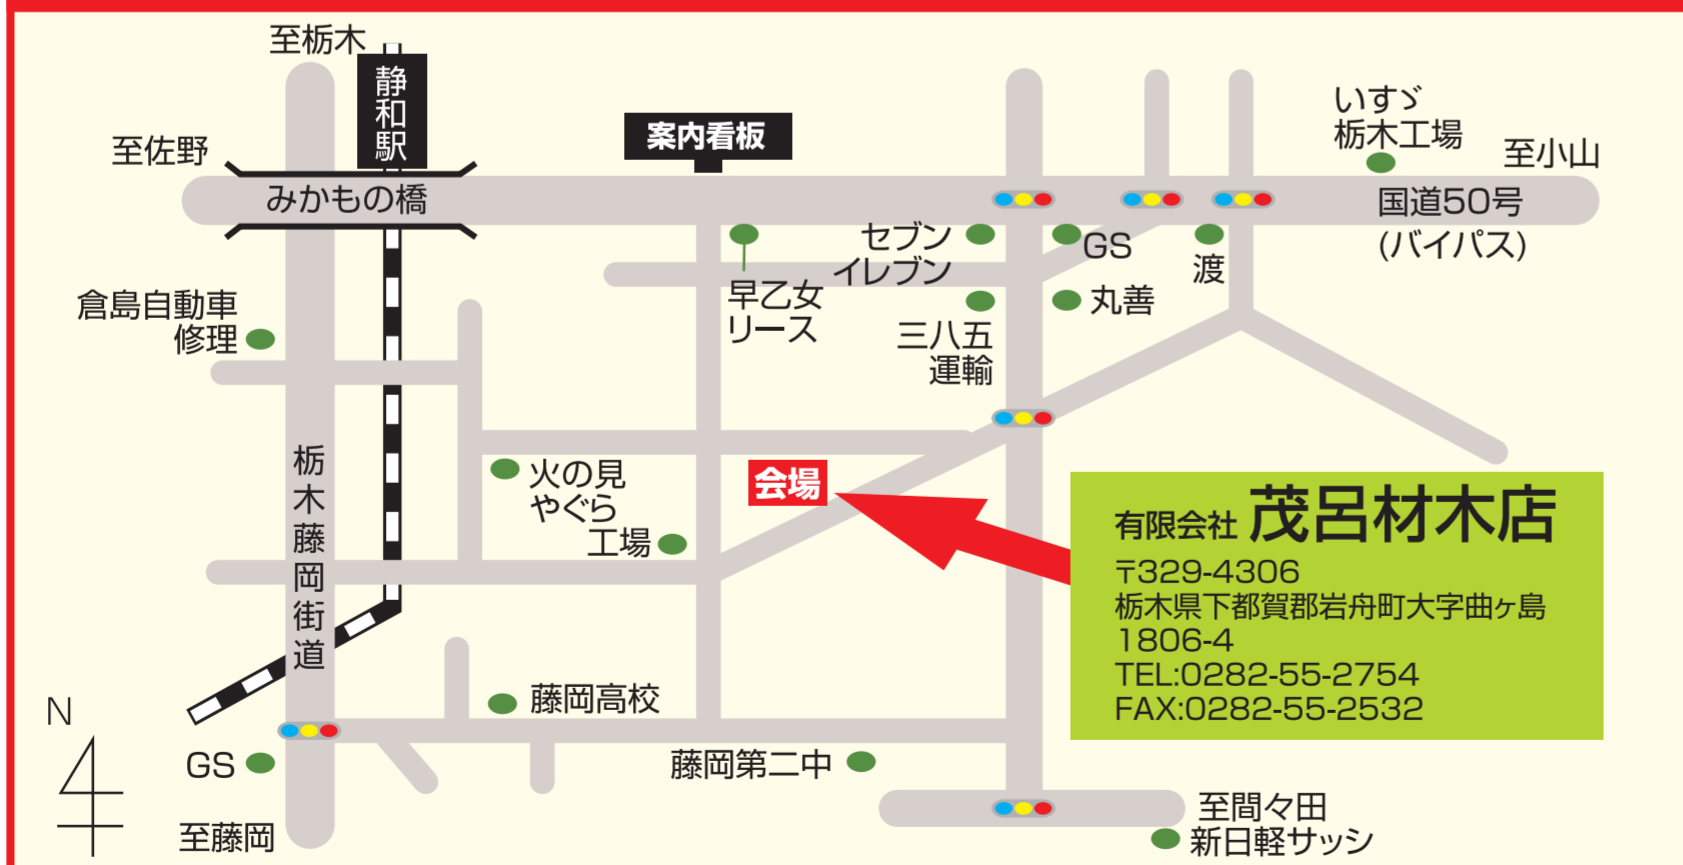 至栃木
静和駅
案内看板
いすゞ
栃木工場
至佐野
至小山
みかもの橋
国道50号
(バイパス)
セブン
イレブン
GS
渡
早乙女
リース
丸善
倉島自動車
修理
三八五
運輸
栃木藤岡街道
火の見
やぐら
会場
工場
有限会社 茂呂材木店
〒329-4306
栃木県下都賀郡岩舟町大字曲ヶ島
1806-4
TEL:0282-55-2754
FAX:0282-55-2532
N
藤岡高校
GS
藤岡第二中
至藤岡
至間々田
新日軽サッシ